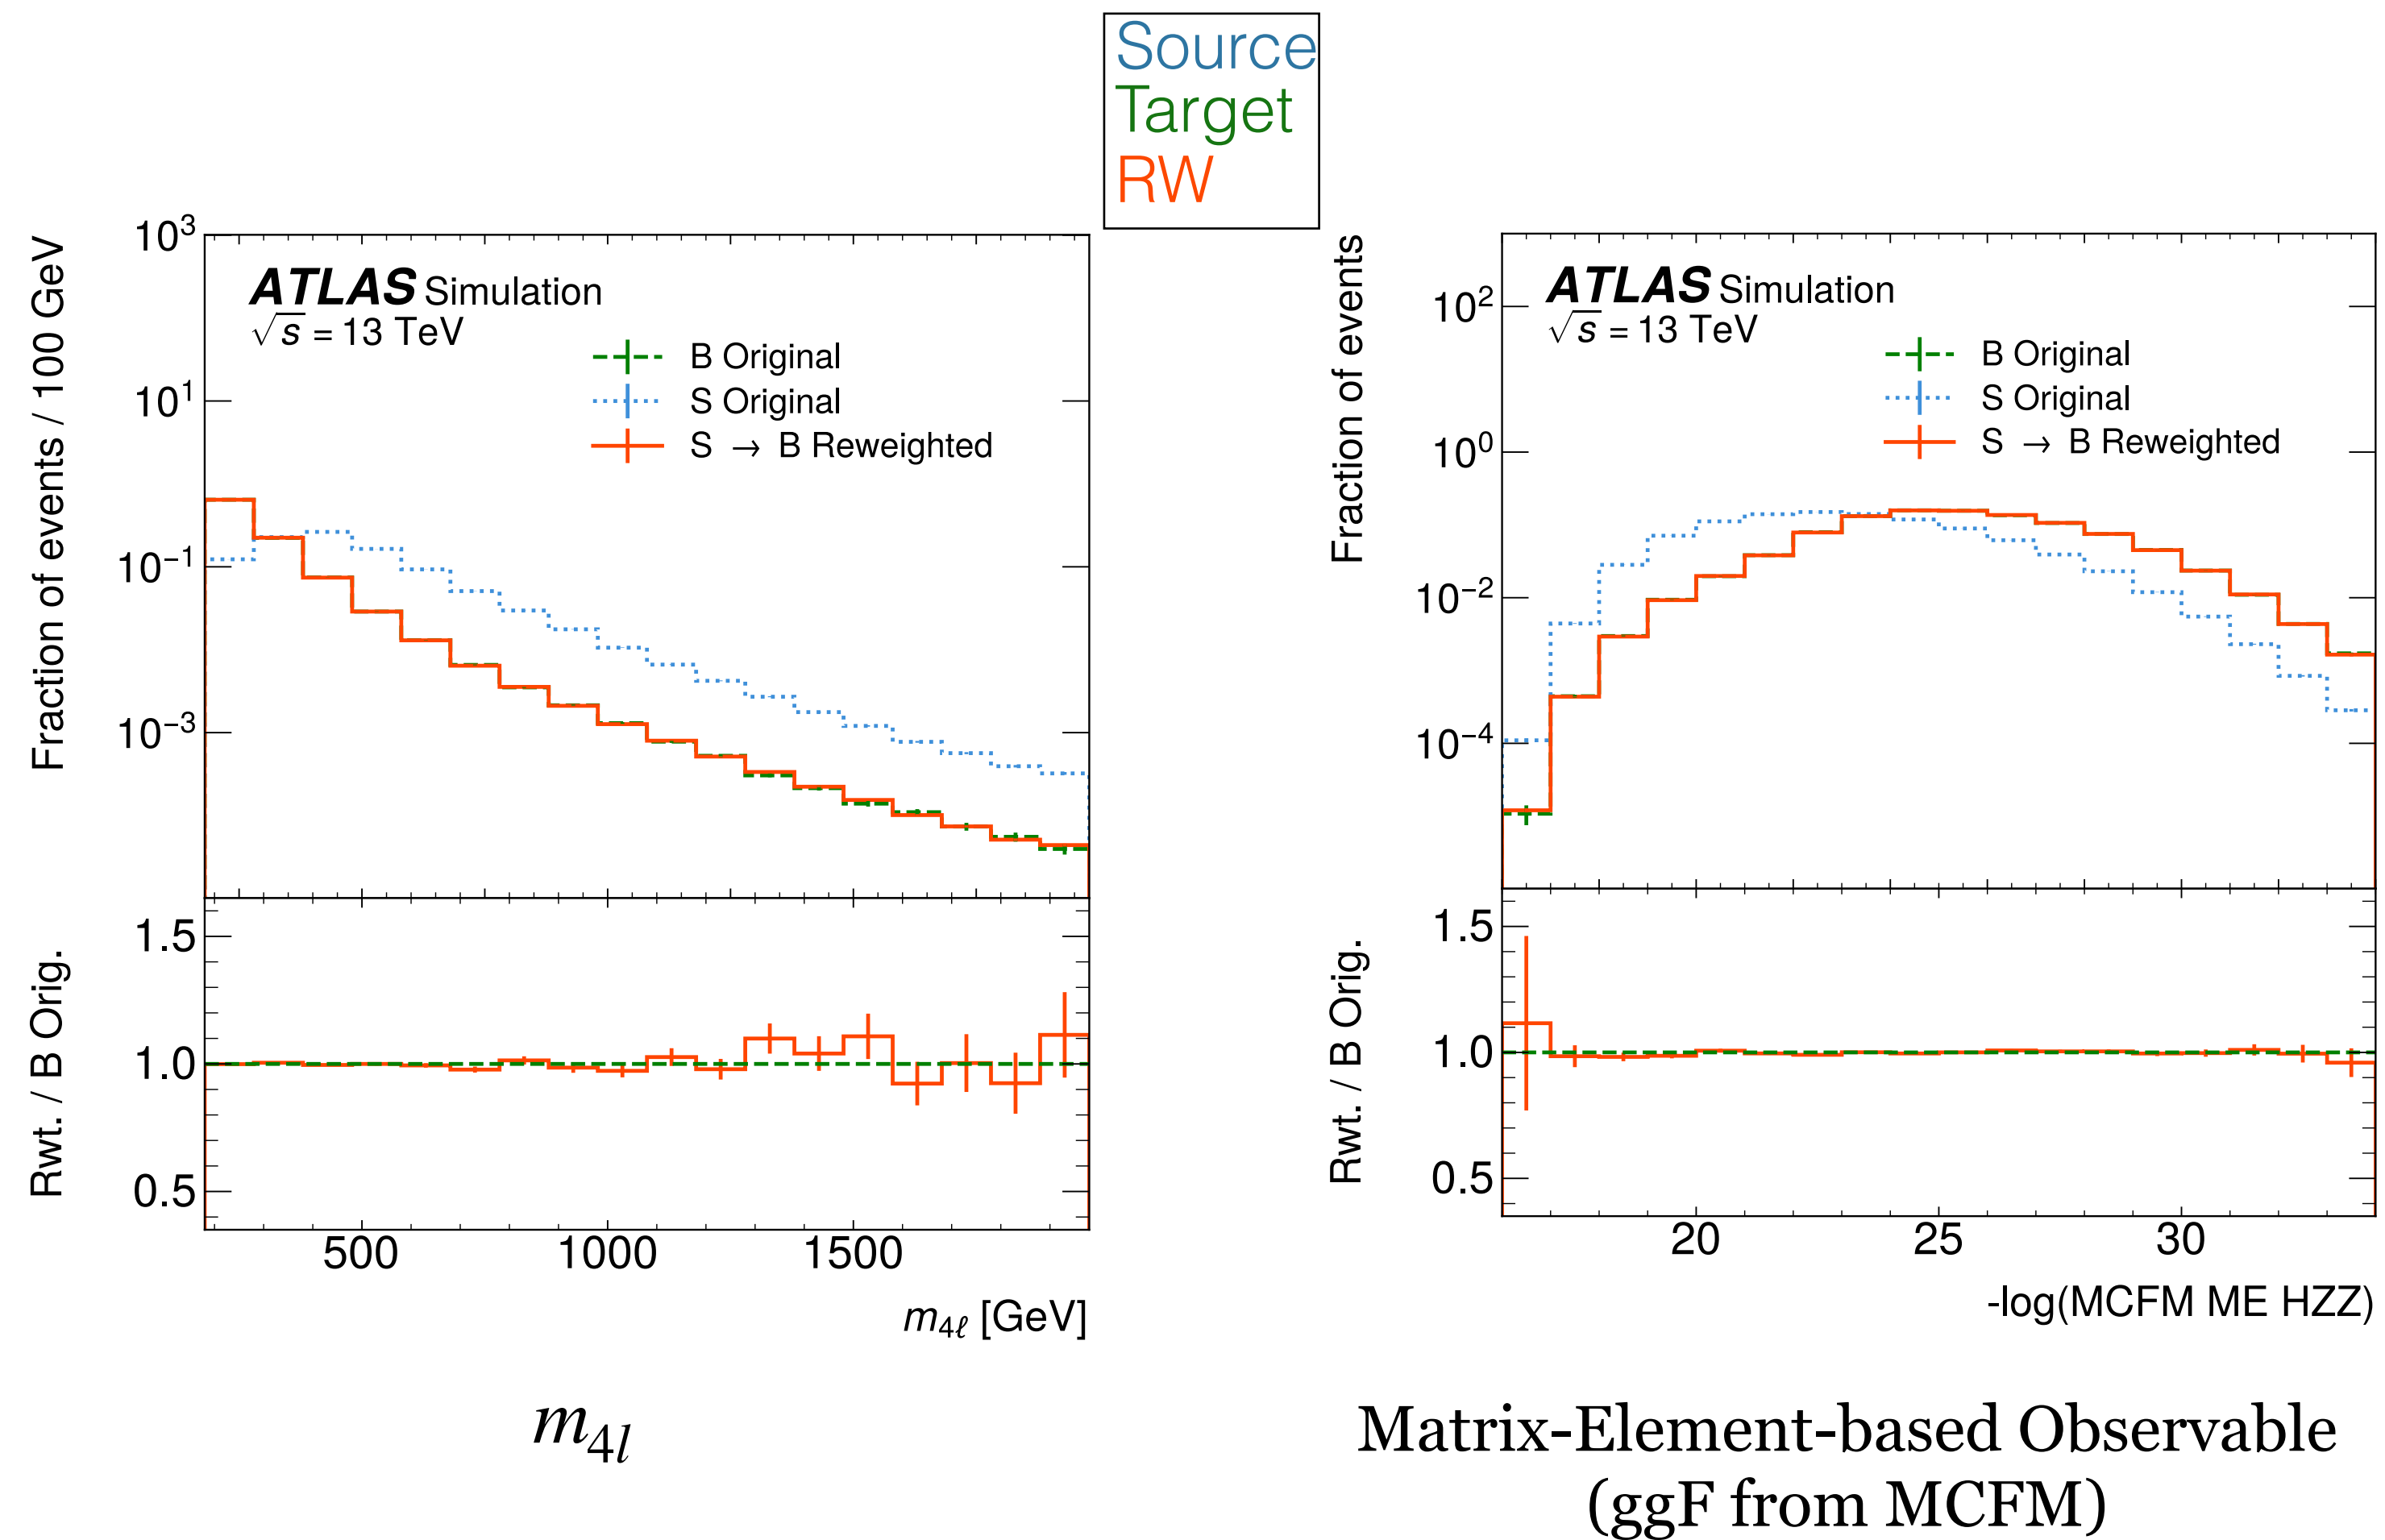 Source
Target
RW
Fraction of events / 100 GeV
10³
10¹
10⁻¹
10⁻³
ATLAS Simulation
√s = 13 TeV
B Original
S Original
S → B Reweighted
Rwt. / B Orig.
1.5
1.0
0.5
500 1000 1500
m₄ℓ [GeV]
m₄l
Fraction of events
10²
10⁰
10⁻²
10⁻⁴
ATLAS Simulation
√s = 13 TeV
B Original
S Original
S → B Reweighted
Rwt. / B Orig.
1.5
1.0
0.5
20 25 30
-log(MCFM ME HZZ)
Matrix-Element-based Observable
(ggF from MCFM)